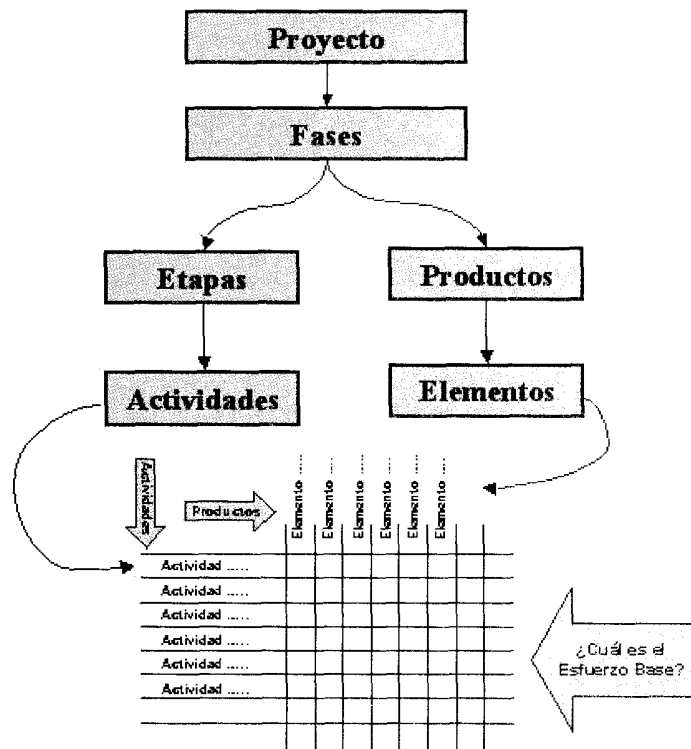 Proyecto
Fases
Etapas
Productos
Actividades
Elementos
Actividades
Productos
Elemento ....
Elemento ....
Elemento ....
Elemento ....
Elemento ....
Elemento ....
Actividad .....
Actividad .....
Actividad .....
Actividad .....
Actividad .....
Actividad .....
¿Cuál es el
Esfuerzo Base?